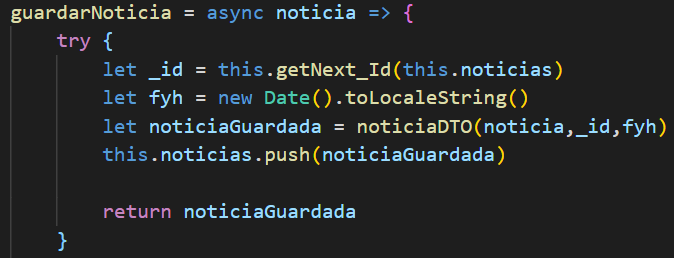 guardarNoticia = async noticia => {
try {
let _id = this.getNext_Id(this.noticias)
let fyh = new Date().toLocaleString()
let noticiaGuardada = noticiaDTO(noticia,_id,fyh)
this.noticias.push(noticiaGuardada)
return noticiaGuardada
}